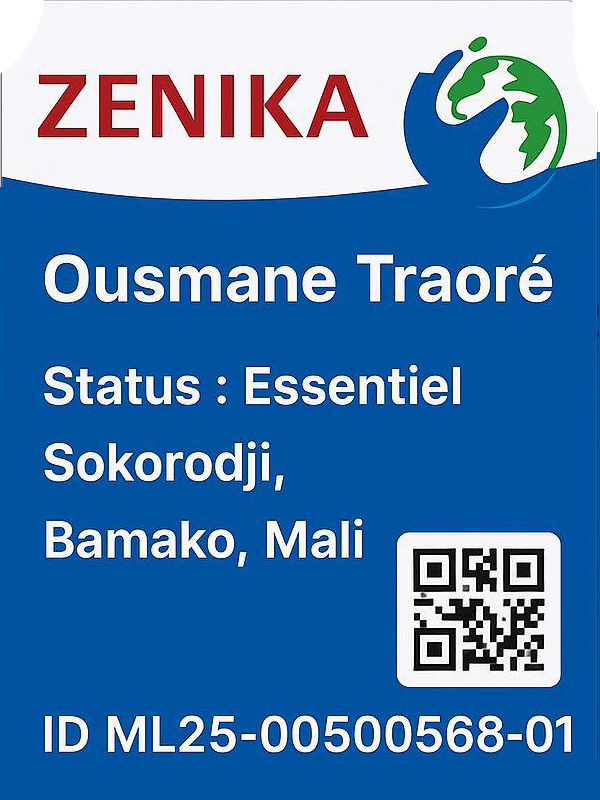 ZENIKA
Ousmane Traoré
Status : Essentiel
Sokorodji,
Bamako, Mali
ID ML25-00500568-01